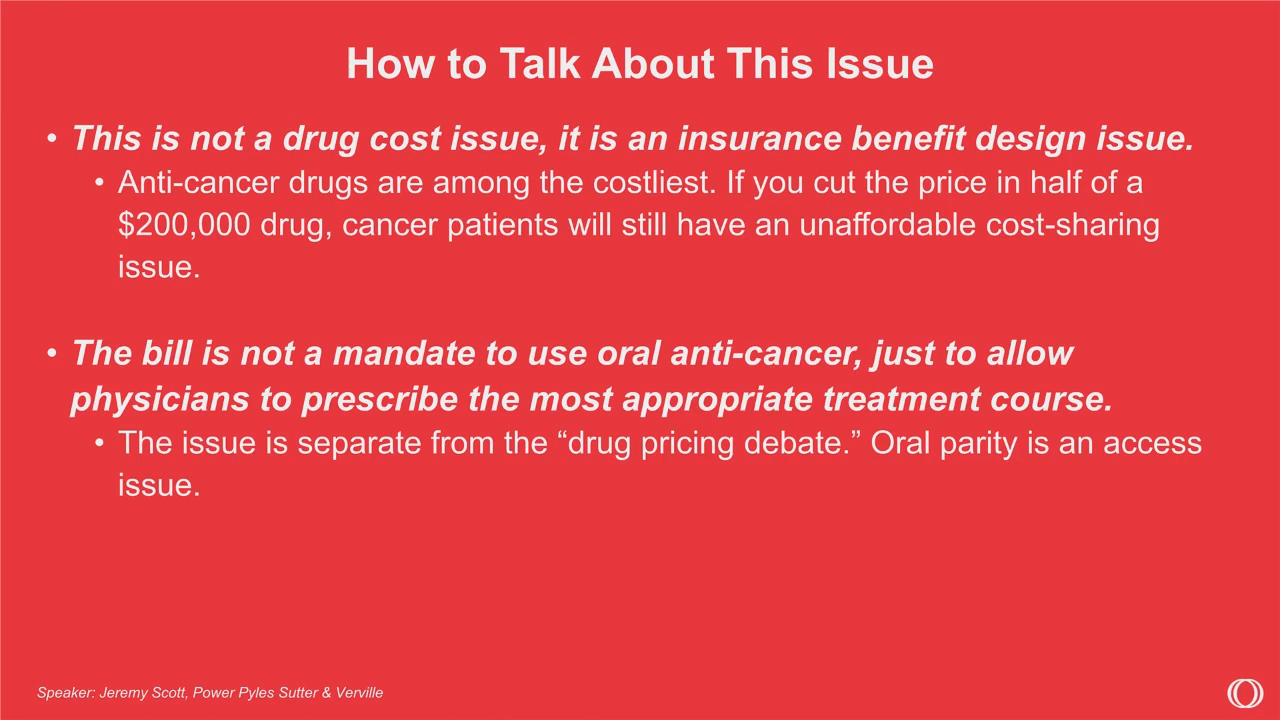 How to Talk About This Issue
• This is not a drug cost issue, it is an insurance benefit design issue.
• Anti-cancer drugs are among the costliest. If you cut the price in half of a
$200,000 drug, cancer patients will still have an unaffordable cost-sharing
issue.
• The bill is not a mandate to use oral anti-cancer, just to allow
physicians to prescribe the most appropriate treatment course.
• The issue is separate from the “drug pricing debate.” Oral parity is an access
issue.
Speaker: Jeremy Scott, Power Pyles Sutter & Verville